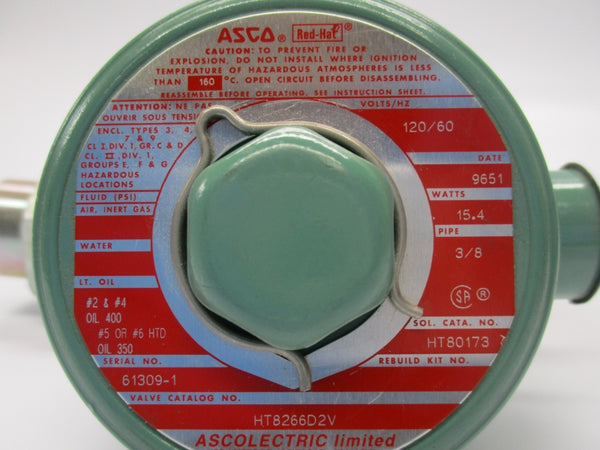 ASCO Red-Hat®
CAUTION: TO PREVENT FIRE OR
EXPLOSION, DO NOT INSTALL WHERE IGNITION
TEMPERATURE OF HAZARDOUS ATMOSPHERES IS LESS
THAN 160 °C. OPEN CIRCUIT BEFORE DISASSEMBLING.
REASSEMBLE BEFORE OPERATING. SEE INSTRUCTION SHEET.
ATTENTION: NE PAS
OUVRIR SOUS TENSI
VOLTS/HZ
120/60
ENCL. TYPES 3, 4,
7 & 9
CL I, DIV. 1, GR. C & D
CL. II, DIV. 1,
GROUPS E, F & G
HAZARDOUS
LOCATIONS
DATE
9651
WATTS
15.4
PIPE
3/8
FLUID (PSI)
AIR, INERT GAS
WATER
LT. OIL
#2 & #4
OIL 400
#5 OR #6 HTD
OIL 350
SA ®
SOL. CATA. NO.
HT80173
SERIAL NO.
61309-1
REBUILD KIT NO.
VALVE CATALOG NO.
HT8266D2V
ASCOLECTRIC limited